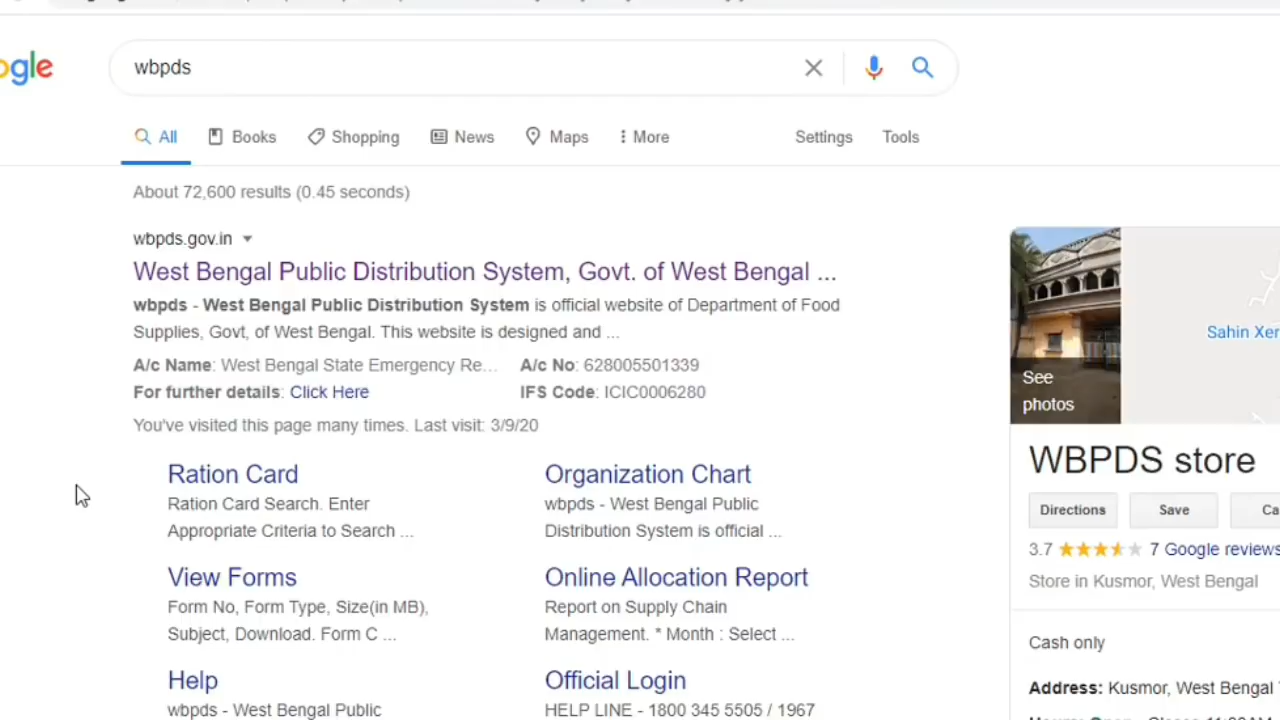 ogle
wbpds
All Books Shopping News Maps More Settings Tools
About 72,600 results (0.45 seconds)
wbpds.gov.in
West Bengal Public Distribution System, Govt. of West Bengal ...
wbpds - West Bengal Public Distribution System is official website of Department of Food
Supplies, Govt, of West Bengal. This website is designed and ...
A/c Name: West Bengal State Emergency Re... A/c No: 628005501339
For further details: Click Here IFS Code: ICIC0006280
You've visited this page many times. Last visit: 3/9/20
Ration Card
Ration Card Search. Enter
Appropriate Criteria to Search ...
Organization Chart
wbpds - West Bengal Public
Distribution System is official ...
View Forms
Form No, Form Type, Size(in MB),
Subject, Download. Form C ...
Online Allocation Report
Report on Supply Chain
Management. * Month : Select ...
Help
wbpds - West Bengal Public
Official Login
HELP LINE - 1800 345 5505 / 1967
Sahin Xer
See
photos
WBPDS store
Directions Save Ca
3.7 7 Google reviews
Store in Kusmor, West Bengal
Cash only
Address: Kusmor, West Bengal